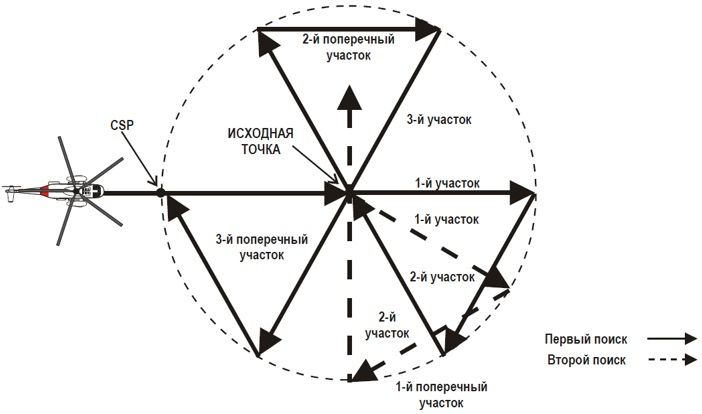 2-й поперечный
участок
CSP
ИСХОДНАЯ
ТОЧКА
3-й участок
1-й участок
1-й участок
3-й поперечный
участок
2-й участок
2-й
участок
Первый поиск
Второй поиск
1-й поперечный
участок